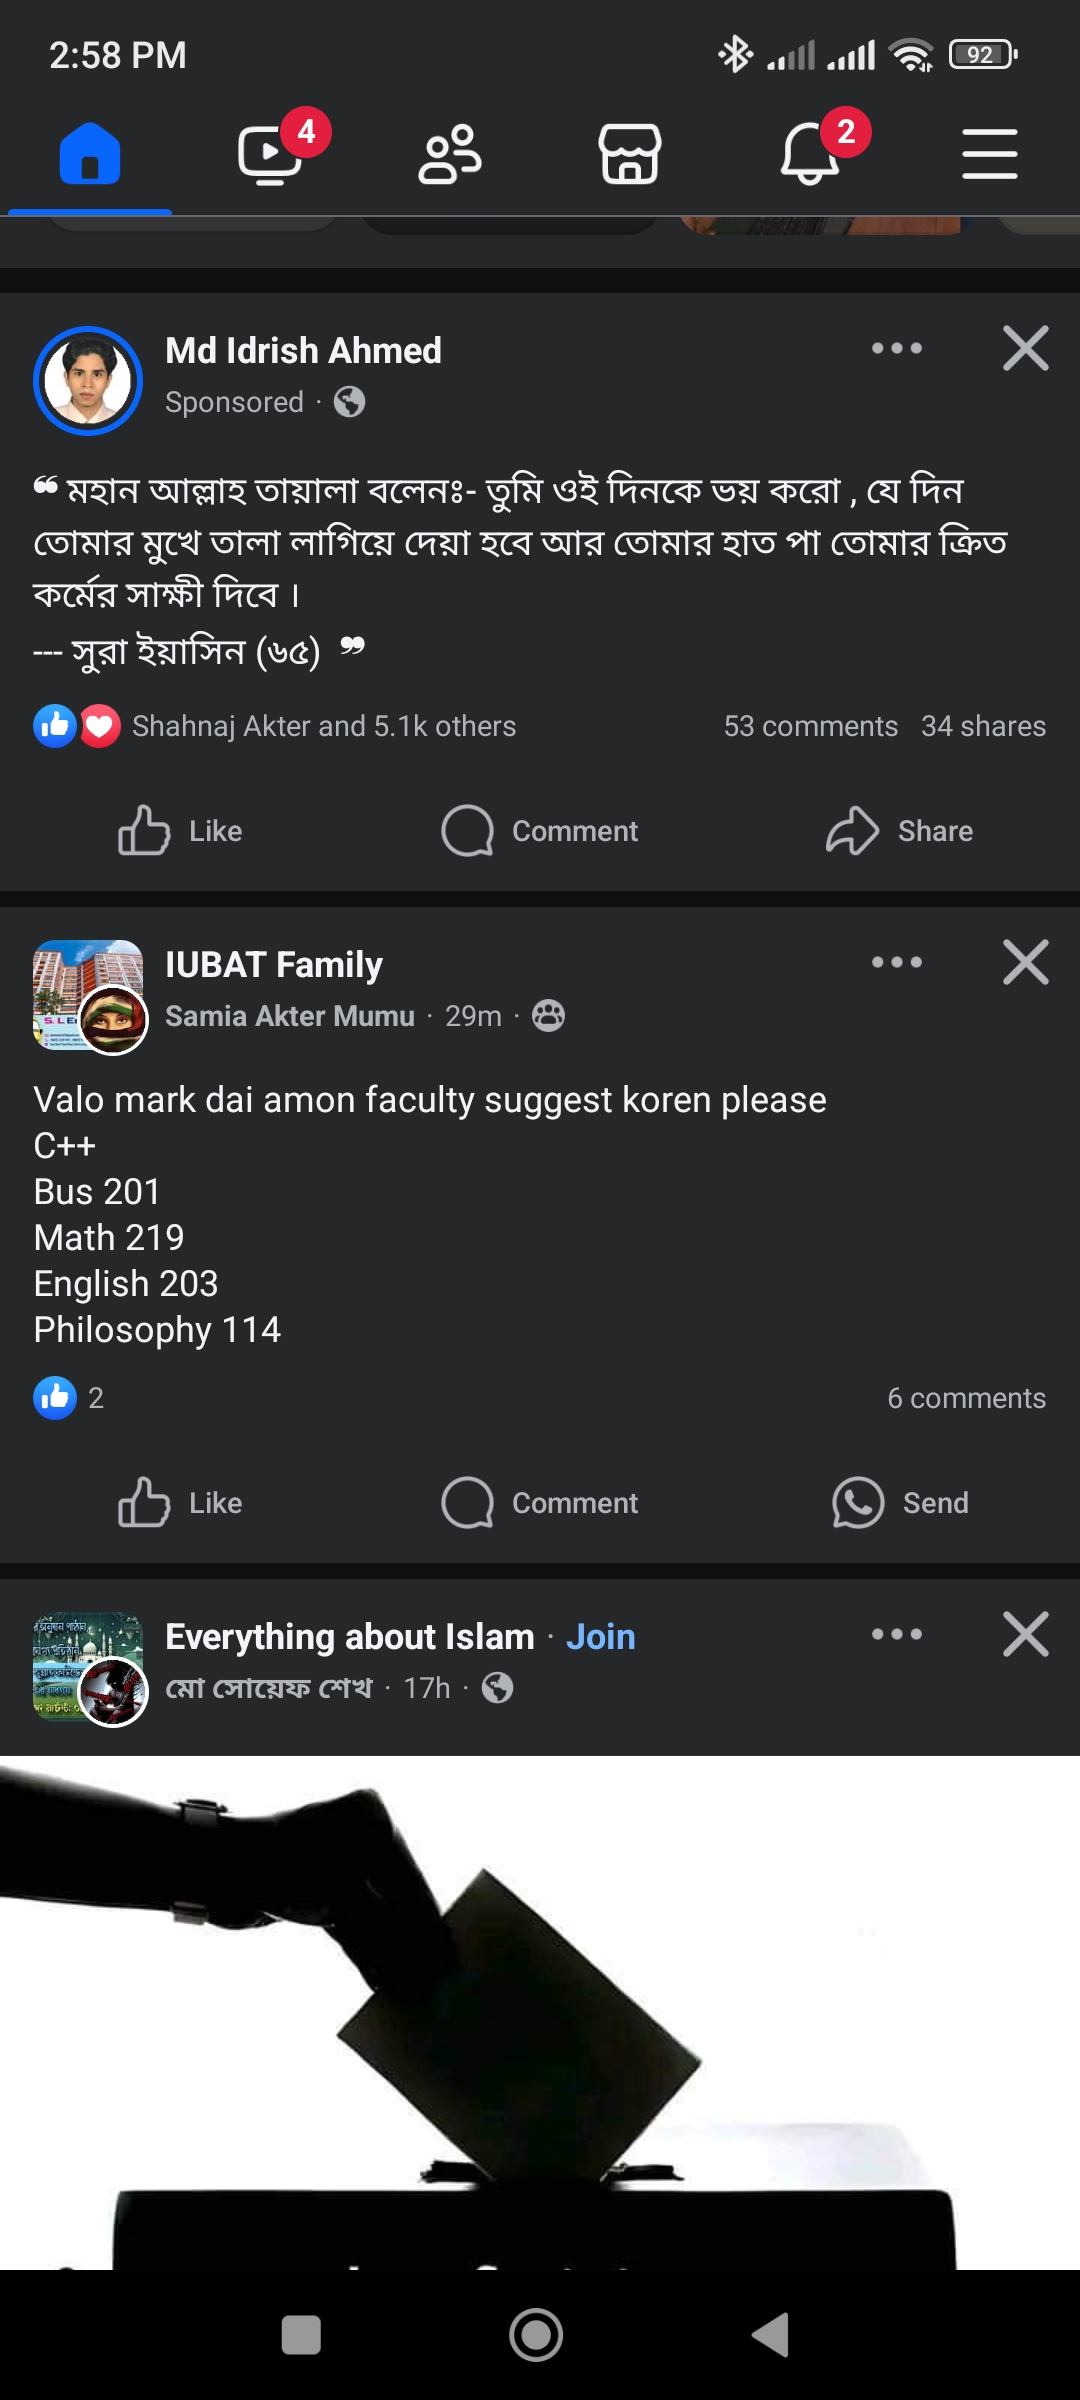 2:58 PM
92
4
2
Md Idrish Ahmed
Sponsored ·
❝ মহান আল্লাহ তায়ালা বলেনঃ- তুমি ওই দিনকে ভয় করো , যে দিন
তোমার মুখে তালা লাগিয়ে দেয়া হবে আর তোমার হাত পা তোমার ক্রিত
কর্মের সাক্ষী দিবে ।
--- সুরা ইয়াসিন (৬৫) ❞
Shahnaj Akter and 5.1k others 53 comments 34 shares
Like Comment Share
IUBAT Family
Samia Akter Mumu · 29m ·
Valo mark dai amon faculty suggest koren please
C++
Bus 201
Math 219
English 203
Philosophy 114
2 6 comments
Like Comment Send
Everything about Islam · Join
মো সোয়েফ শেখ · 17h ·